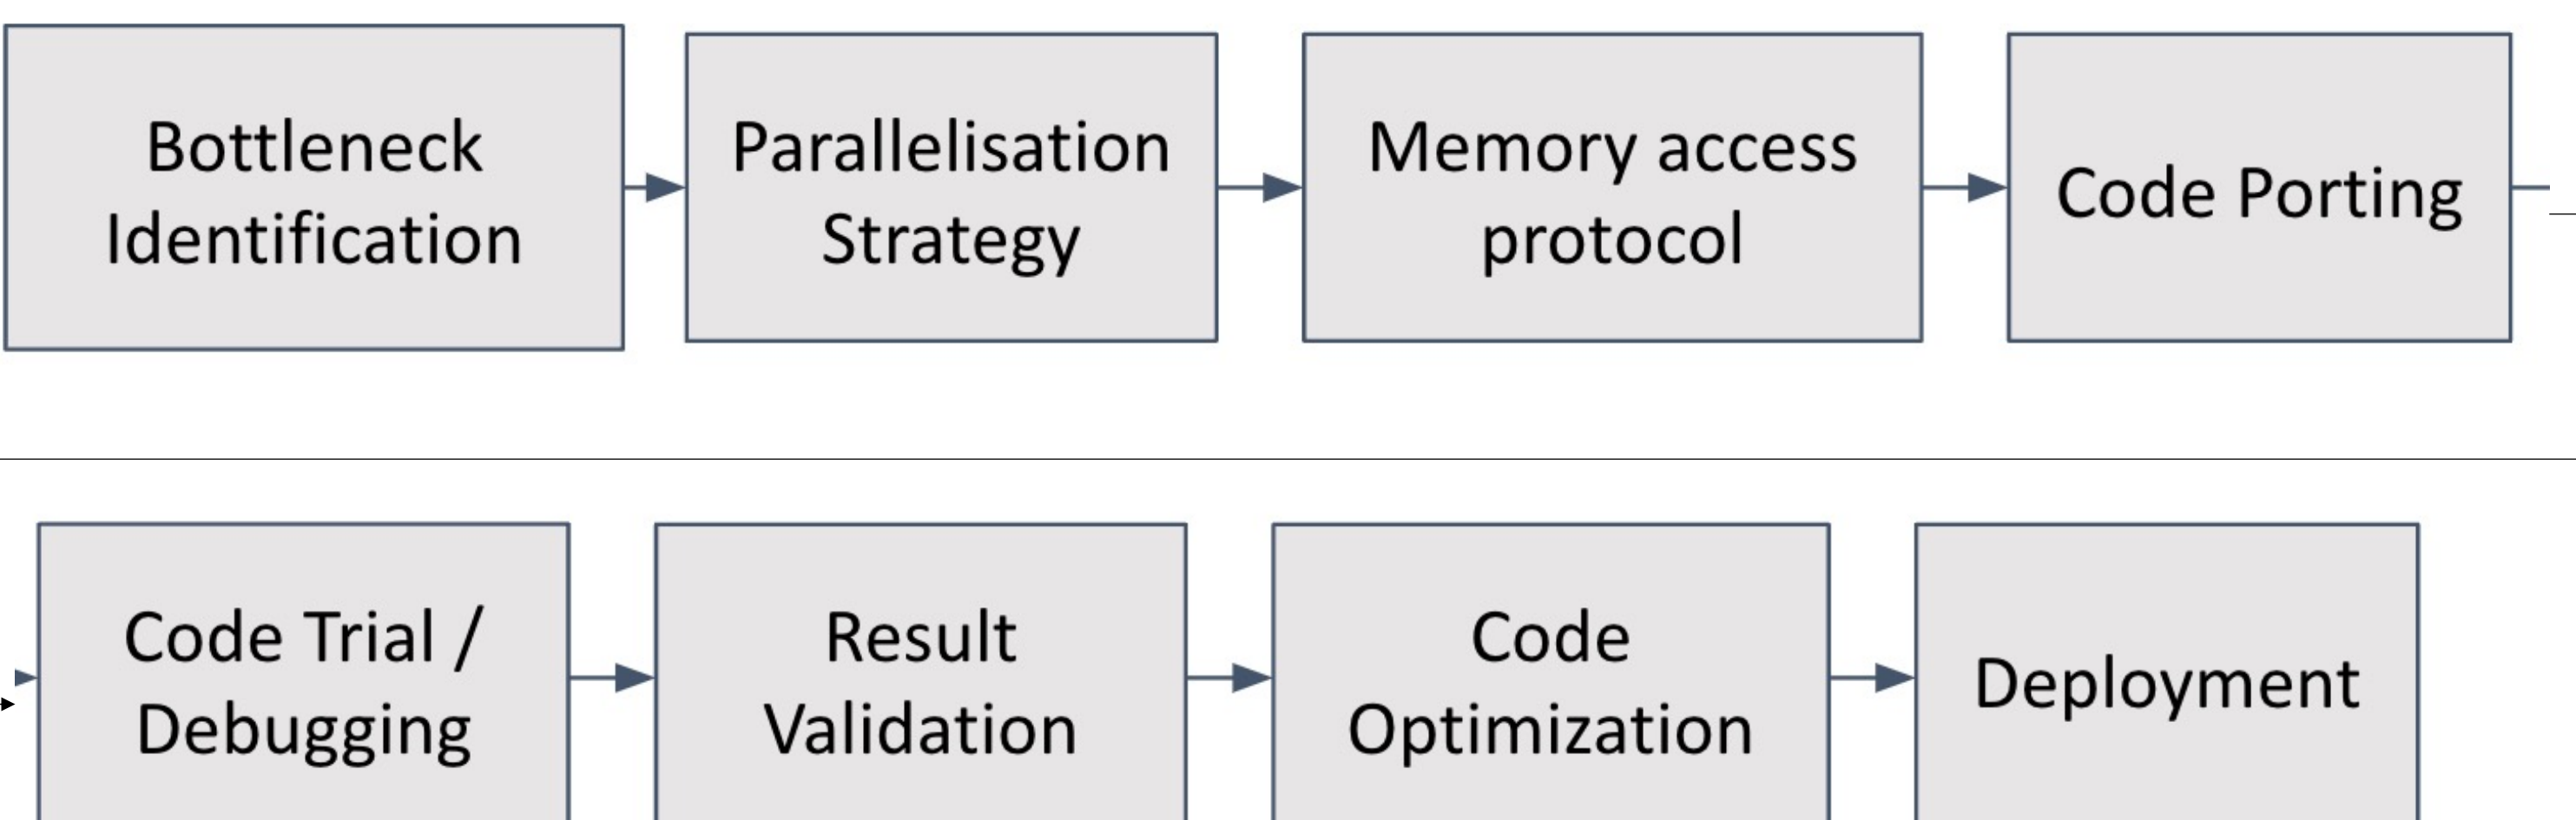 Bottleneck
Identification
Parallelisation
Strategy
Memory access
protocol
Code Porting
Code Trial /
Debugging
Result
Validation
Code
Optimization
Deployment